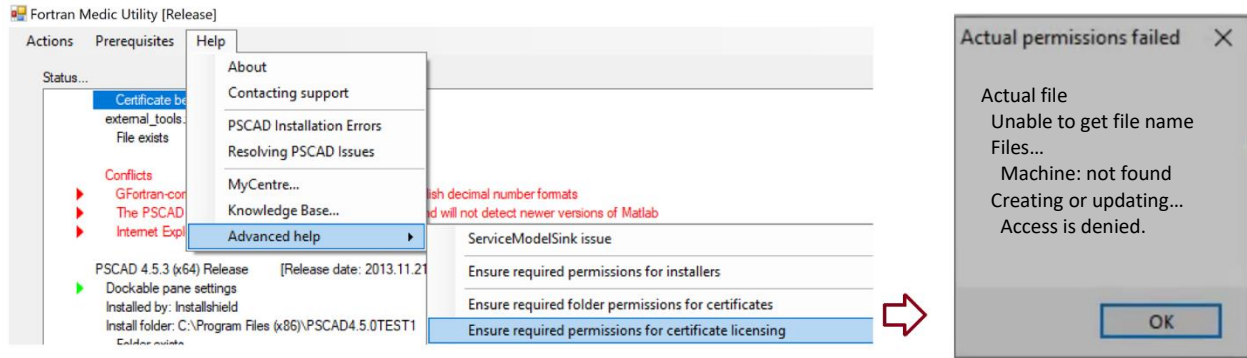 Fortran Medic Utility [Release]
Actions Prerequisites Help
Status...
Certificate be
external_tools.
File exists
Conflicts
GFortran-con
lish decimal number formats
The PSCAD
d will not detect newer versions of Matlab
Internet Expl
PSCAD 4.5.3 (x64) Release [Release date: 2013.11.21
Dockable pane settings
Installed by: Installshield
Install folder: C:\Program Files (x86)\PSCAD4.5.0TEST1
Folder exists
About
Contacting support
PSCAD Installation Errors
Resolving PSCAD Issues
MyCentre...
Knowledge Base...
Advanced help
ServiceModelSink issue
Ensure required permissions for installers
Ensure required folder permissions for certificates
Ensure required permissions for certificate licensing
Actual permissions failed
Actual file
Unable to get file name
Files…
Machine: not found
Creating or updating…
Access is denied.
OK